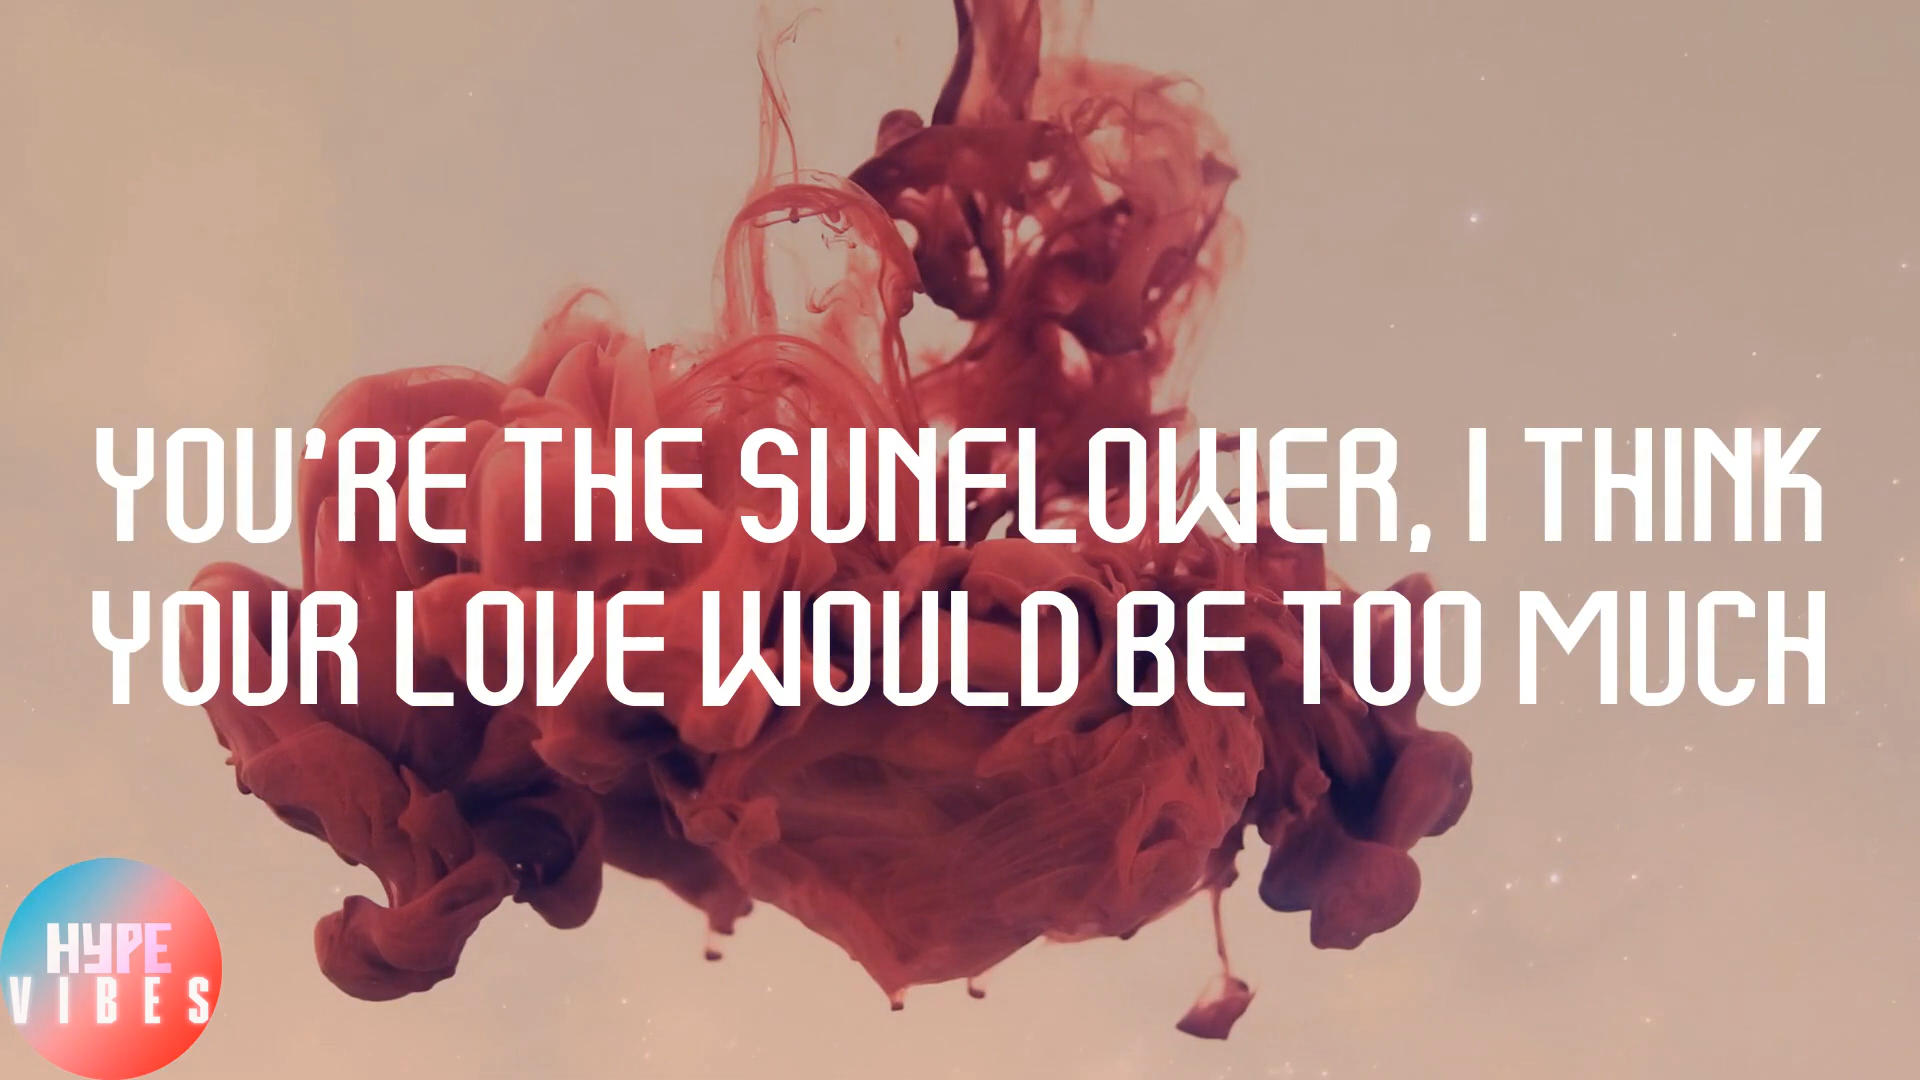 YOU'RE THE SUNFLOWER, I THINK
YOUR LOVE WOULD BE TOO MUCH
HYPE
VIBES